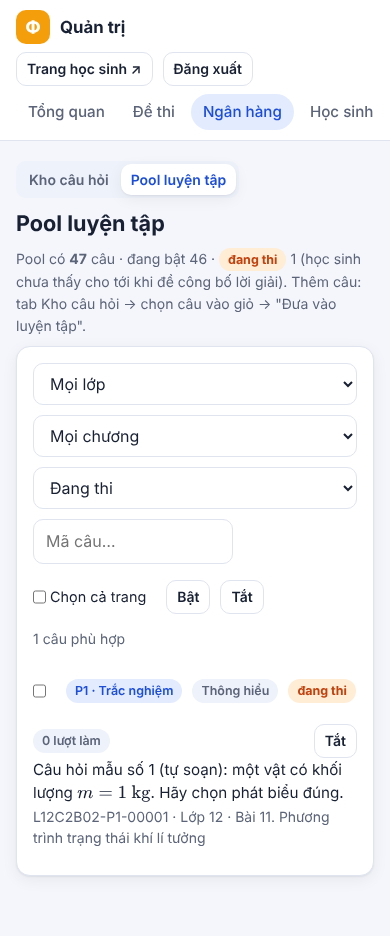 Φ Quản trị
Trang học sinh ↗ Đăng xuất
Tổng quan Đề thi Ngân hàng Học sinh
Kho câu hỏi Pool luyện tập
Pool luyện tập
Pool có 47 câu · đang bật 46 · đang thi 1 (học sinh
chưa thấy cho tới khi đề công bố lời giải). Thêm câu:
tab Kho câu hỏi → chọn câu vào giỏ → "Đưa vào
luyện tập".
Mọi lớp
Mọi chương
Đang thi
Mã câu...
Chọn cả trang Bật Tắt
1 câu phù hợp
P1 · Trắc nghiệm Thông hiểu đang thi
0 lượt làm Tắt
Câu hỏi mẫu số 1 (tự soạn): một vật có khối
lượng m = 1 kg. Hãy chọn phát biểu đúng.
L12C2B02-P1-00001 · Lớp 12 · Bài 11. Phương
trình trạng thái khí lí tưởng